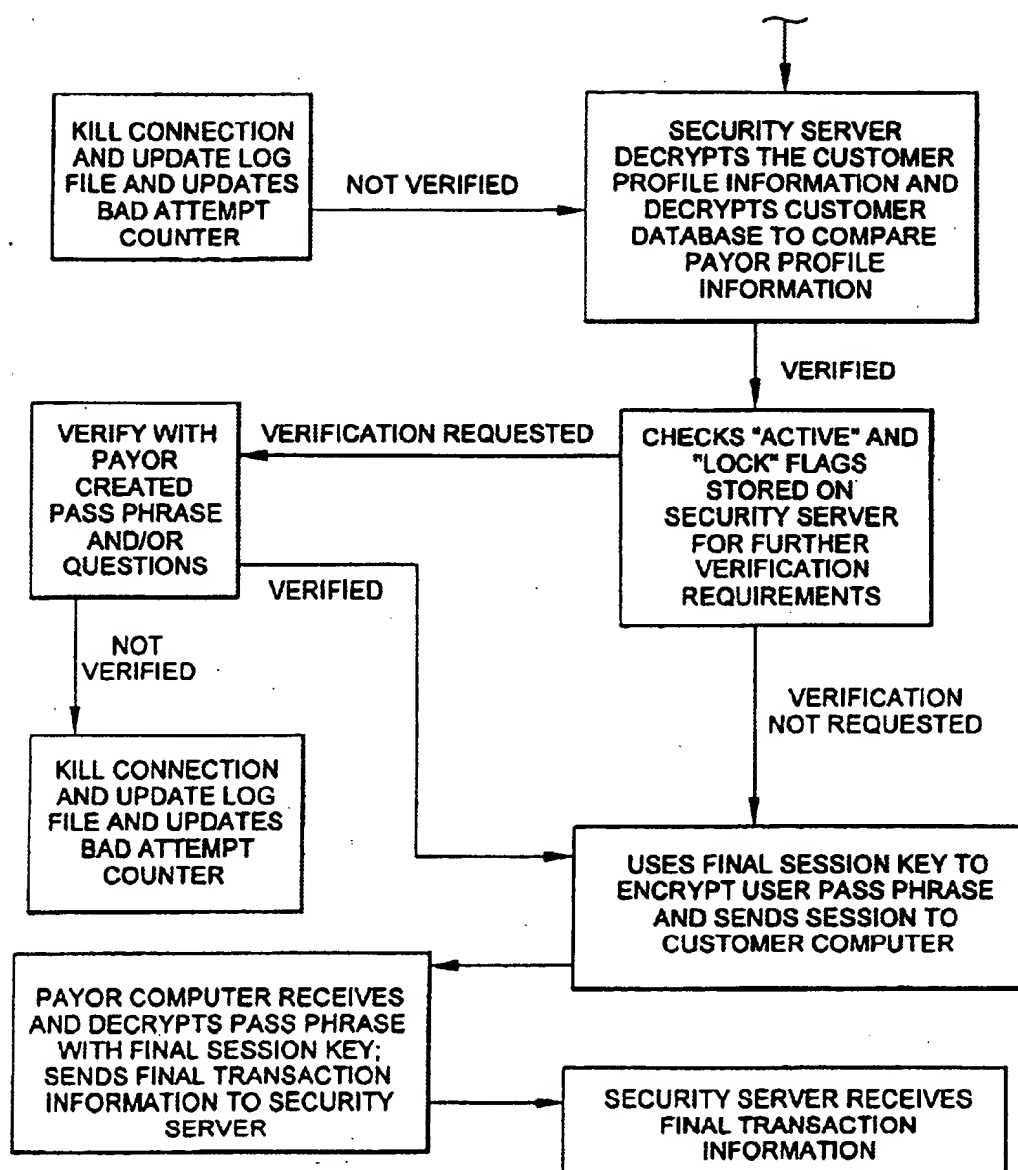 KILL CONNECTION
AND UPDATE LOG
FILE AND UPDATES
BAD ATTEMPT
COUNTER
NOT VERIFIED
SECURITY SERVER
DECRYPTS THE CUSTOMER
PROFILE INFORMATION AND
DECRYPTS CUSTOMER
DATABASE TO COMPARE
PAYOR PROFILE
INFORMATION
VERIFIED
CHECKS "ACTIVE" AND
"LOCK" FLAGS
STORED ON
SECURITY SERVER
FOR FURTHER
VERIFICATION
REQUIREMENTS
VERIFICATION REQUESTED
VERIFY WITH
PAYOR
CREATED
PASS PHRASE
AND/OR
QUESTIONS
VERIFIED
NOT
VERIFIED
KILL CONNECTION
AND UPDATE LOG
FILE AND UPDATES
BAD ATTEMPT
COUNTER
VERIFICATION
NOT REQUESTED
USES FINAL SESSION KEY TO
ENCRYPT USER PASS PHRASE
AND SENDS SESSION TO
CUSTOMER COMPUTER
PAYOR COMPUTER RECEIVES
AND DECRYPTS PASS PHRASE
WITH FINAL SESSION KEY;
SENDS FINAL TRANSACTION
INFORMATION TO SECURITY
SERVER
SECURITY SERVER RECEIVES
FINAL TRANSACTION
INFORMATION